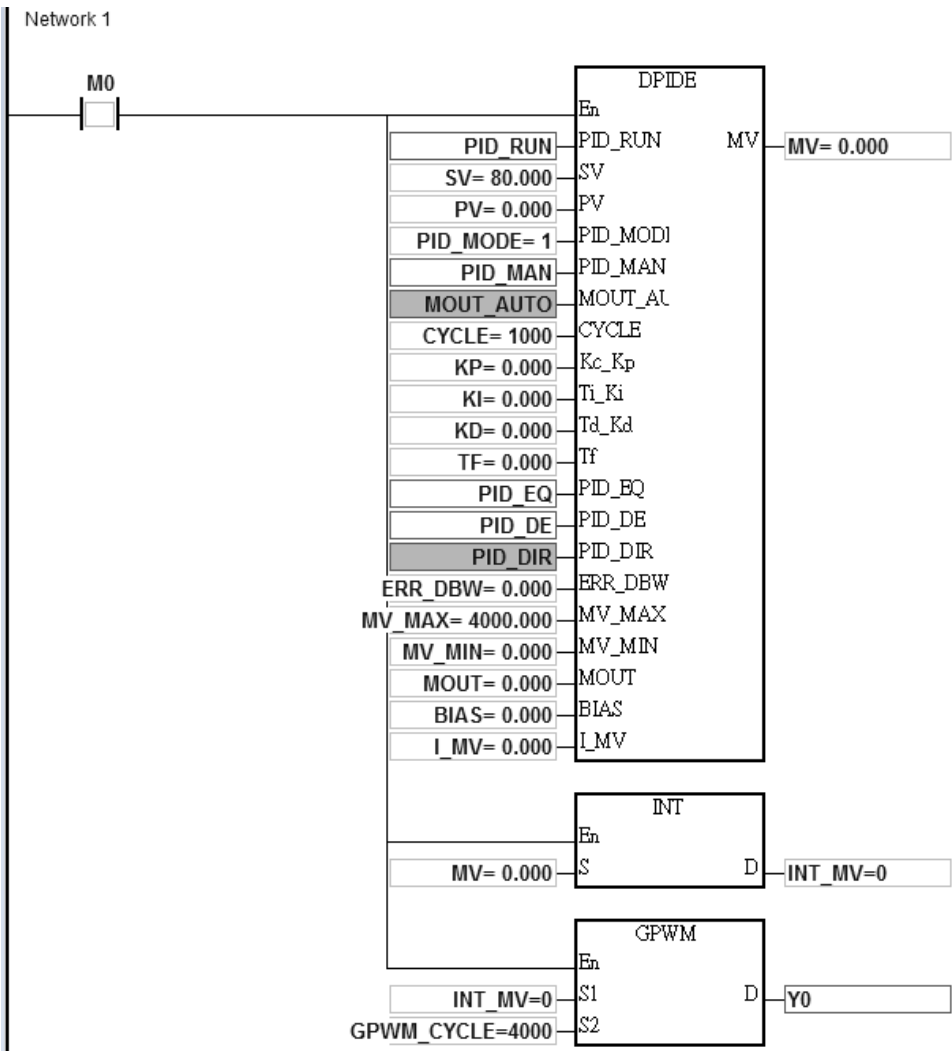 Network 1
M0
DPIDE
En
PID_RUN PID_RUN MV MV= 0.000
SV= 80.000 SV
PV= 0.000 PV
PID_MODE= 1 PID_MODI
PID_MAN PID_MAN
MOUT_AUTO MOUT_AU
CYCLE= 1000 CYCLE
KP= 0.000 Kc_Kp
KI= 0.000 Ti_Ki
KD= 0.000 Td_Kd
TF= 0.000 Tf
PID_EQ PID_EQ
PID_DE PID_DE
PID_DIR PID_DIR
ERR_DBW= 0.000 ERR_DBW
MV_MAX= 4000.000 MV_MAX
MV_MIN= 0.000 MV_MIN
MOUT= 0.000 MOUT
BIAS= 0.000 BIAS
I_MV= 0.000 I_MV
INT
En
MV= 0.000 S D INT_MV=0
GPWM
En
INT_MV=0 S1 D Y0
GPWM_CYCLE=4000 S2